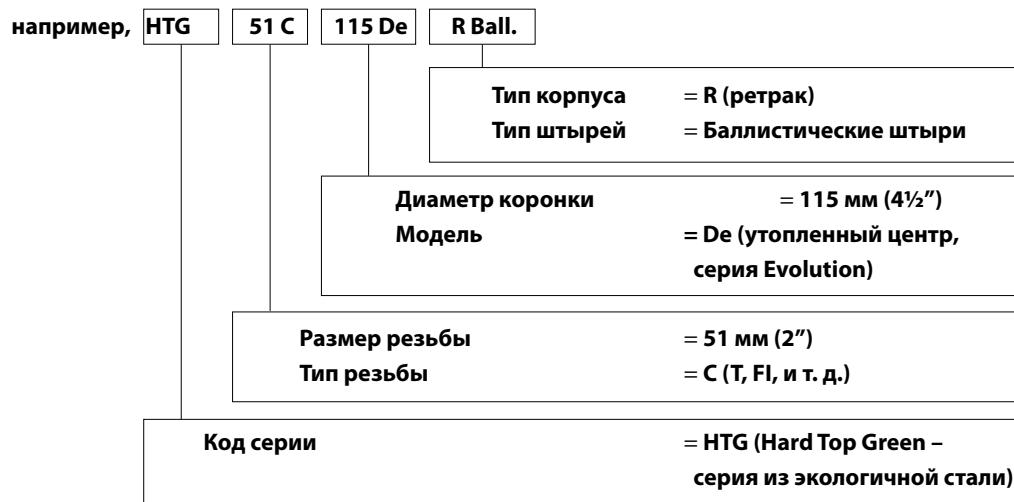 например, HTG 51 C 115 De R Ball.
Тип корпуса = R (ретрак)
Тип штырей = Баллистические штыри
Диаметр коронки = 115 мм (4½″)
Модель = De (утопленный центр,
серия Evolution)
Размер резьбы = 51 мм (2″)
Тип резьбы = C (T, FI, и т. д.)
Код серии = HTG (Hard Top Green –
серия из экологичной стали)